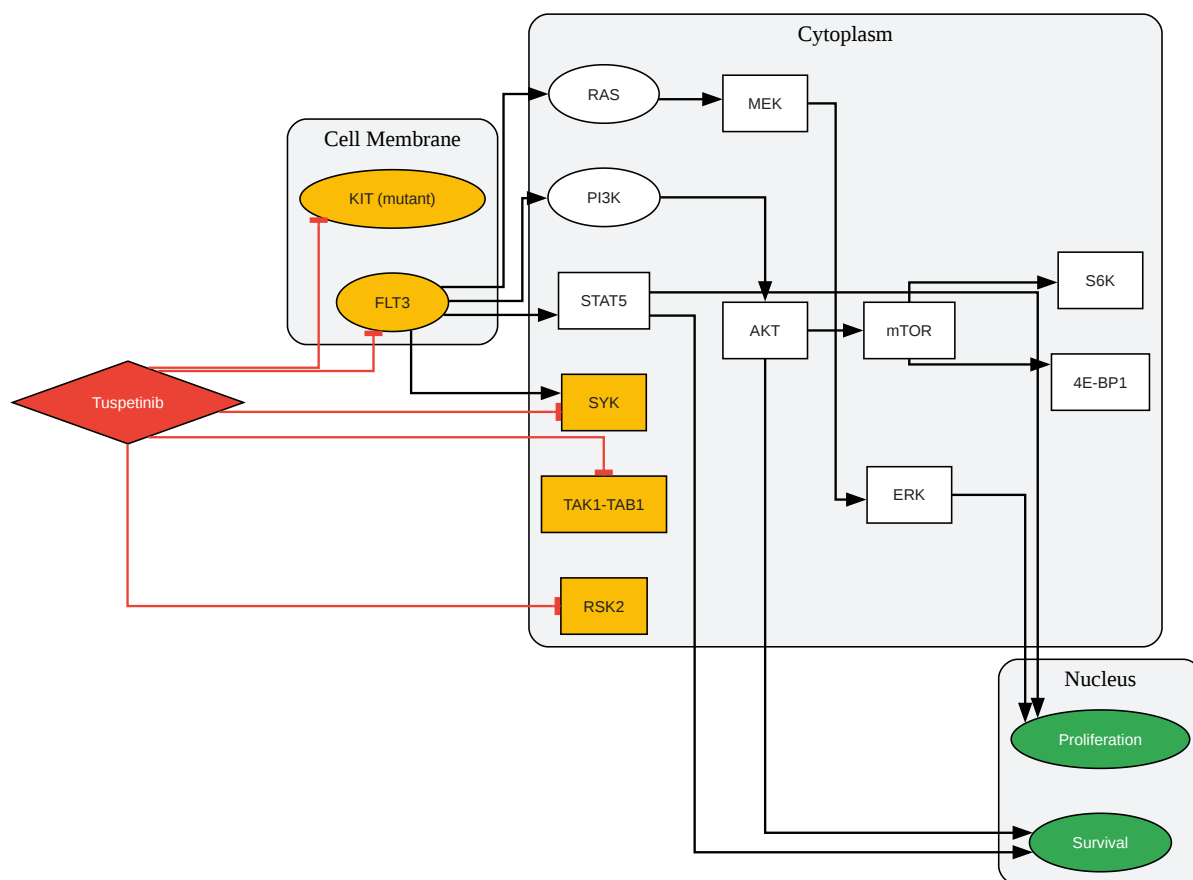 Cytoplasm
RAS
MEK
Cell Membrane
KIT (mutant)
PI3K
FLT3
STAT5
AKT
mTOR
S6K
4E-BP1
Tuspetinib
SYK
TAK1-TAB1
ERK
RSK2
Nucleus
Proliferation
Survival